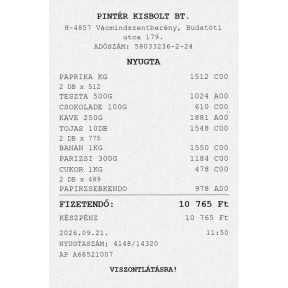 PINTÉR KISBOLT BT.
H-4857 Vácmindszentberény, Budatóti
utca 179.
ADÓSZÁM: 58033236-2-24
NYUGTA
PAPRIKA KG 1512 C00
2 DB x 512
TESZTA 500G 1024 A00
CSOKOLADE 100G 610 C00
KAVE 250G 1881 A00
TOJAS 10DB 1548 C00
2 DB x 775
BANAN 1KG 1550 C00
PARIZSI 300G 1184 C00
CUKOR 1KG 478 C00
2 DB x 489
PAPIRZSEBKENDO 978 A00
FIZETENDŐ: 10 765 Ft
KÉSZPÉNZ 10 765 Ft
2026.09.21. 11:50
NYUGTASZÁM: 4148/14320
AP A68521007
VISZONTLÁTÁSRA!